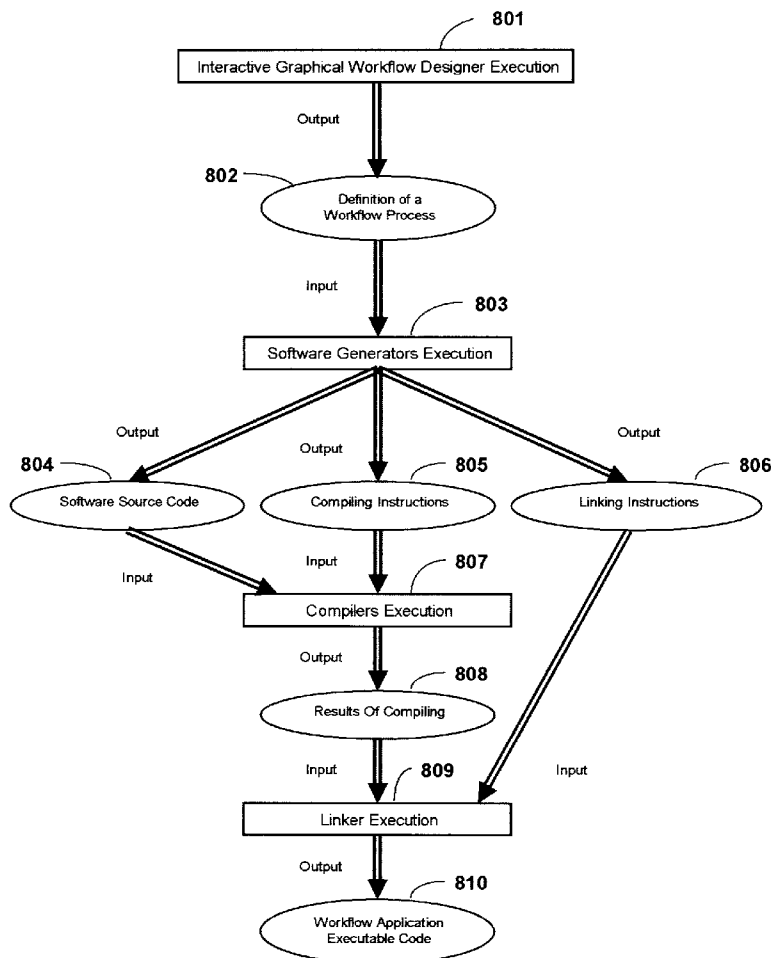 801
Interactive Graphical Workflow Designer Execution
Output
802
Definition of a
Workflow Process
Input
803
Software Generators Execution
Output
Output
Output
804
805
806
Software Source Code
Compiling Instructions
Linking Instructions
Input
Input
807
Compilers Execution
Output
808
Results Of Compiling
Input
809
Input
Linker Execution
Output
810
Workflow Application
Executable Code